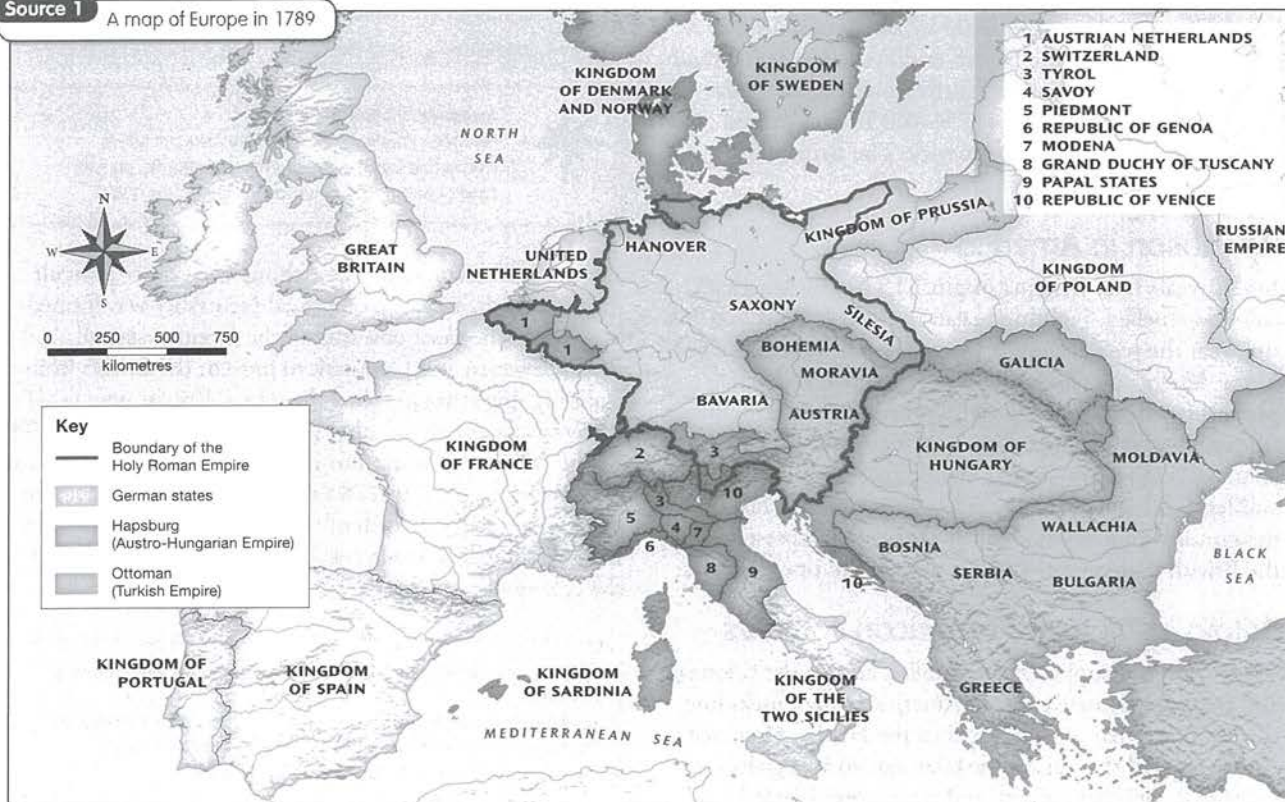 Source 1
A map of Europe in 1789
1 AUSTRIAN NETHERLANDS
2 SWITZERLAND
3 TYROL
4 SAVOY
5 PIEDMONT
6 REPUBLIC OF GENOA
7 MODENA
8 GRAND DUCHY OF TUSCANY
9 PAPAL STATES
10 REPUBLIC OF VENICE
KINGDOM
OF DENMARK
AND NORWAY
KINGDOM
OF SWEDEN
NORTH
SEA
N
W
E
S
GREAT
BRITAIN
UNITED
NETHERLANDS
HANOVER
KINGDOM OF PRUSSIA
RUSSIAN
EMPIRE
KINGDOM
OF POLAND
SAXONY
SILESIA
1
1
BOHEMIA
MORAVIA
GALICIA
BAVARIA
AUSTRIA
0 250 500 750
kilometres
Key
Boundary of the
Holy Roman Empire
German states
Hapsburg
(Austro-Hungarian Empire)
Ottoman
(Turkish Empire)
KINGDOM
OF FRANCE
2
3
KINGDOM OF
HUNGARY
MOLDAVIA
10
3
5
4
7
6
8
9
10
WALLACHIA
BOSNIA
SERBIA
BULGARIA
BLACK
SEA
KINGDOM OF
PORTUGAL
KINGDOM
OF SPAIN
KINGDOM
OF SARDINIA
KINGDOM
OF THE
TWO SICILIES
GREECE
MEDITERRANEAN SEA